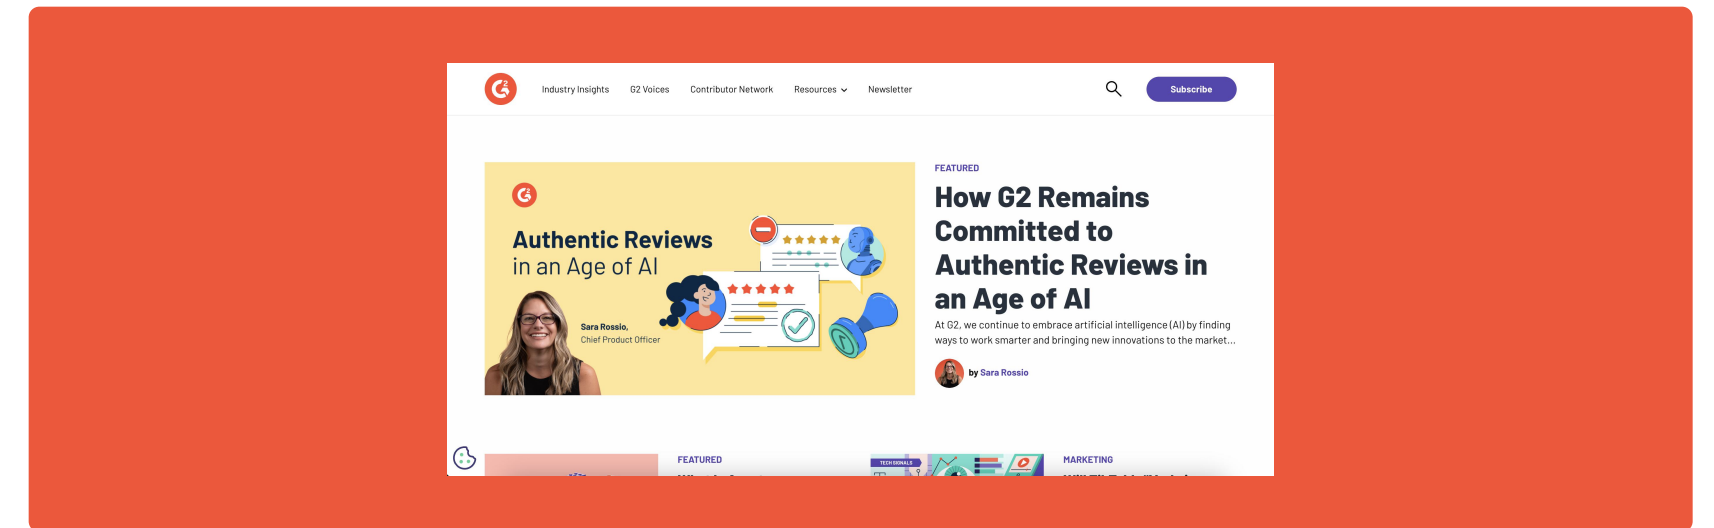 G2
Industry Insights
G2 Voices
Contributor Network
Resources
Newsletter
Subscribe
G2
Authentic Reviews
in an Age of AI
Sara Rossio,
Chief Product Officer
FEATURED
How G2 Remains
Committed to
Authentic Reviews in
an Age of AI
At G2, we continue to embrace artificial intelligence (AI) by finding
ways to work smarter and bringing new innovations to the market...
by Sara Rossio
FEATURED
TECH SIGNALS
MARKETING